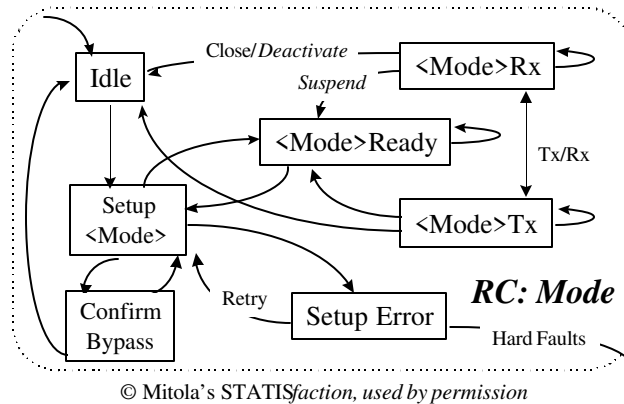 Close/Deactivate
<Mode>Rx
Idle
Suspend
<Mode>Ready
Tx/Rx
Setup
<Mode>
<Mode>Tx
RC: Mode
Retry
Confirm
Bypass
Setup Error
Hard Faults
© Mitola's STATISfaction, used by permission